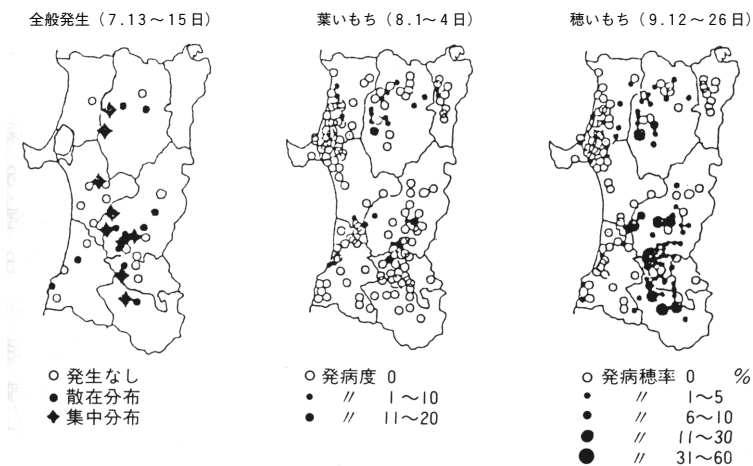 全般発生（7.13～15日）
葉いもち（8.1～4日）
穂いもち（9.12～26日）
○ 発生なし
● 散在分布
✦ 集中分布
○ 発病度 0
• 〃 1～10
● 〃 11～20
○ 発病穂率 0 %
• 〃 1～5
● 〃 6～10
● 〃 11～30
● 〃 31～60